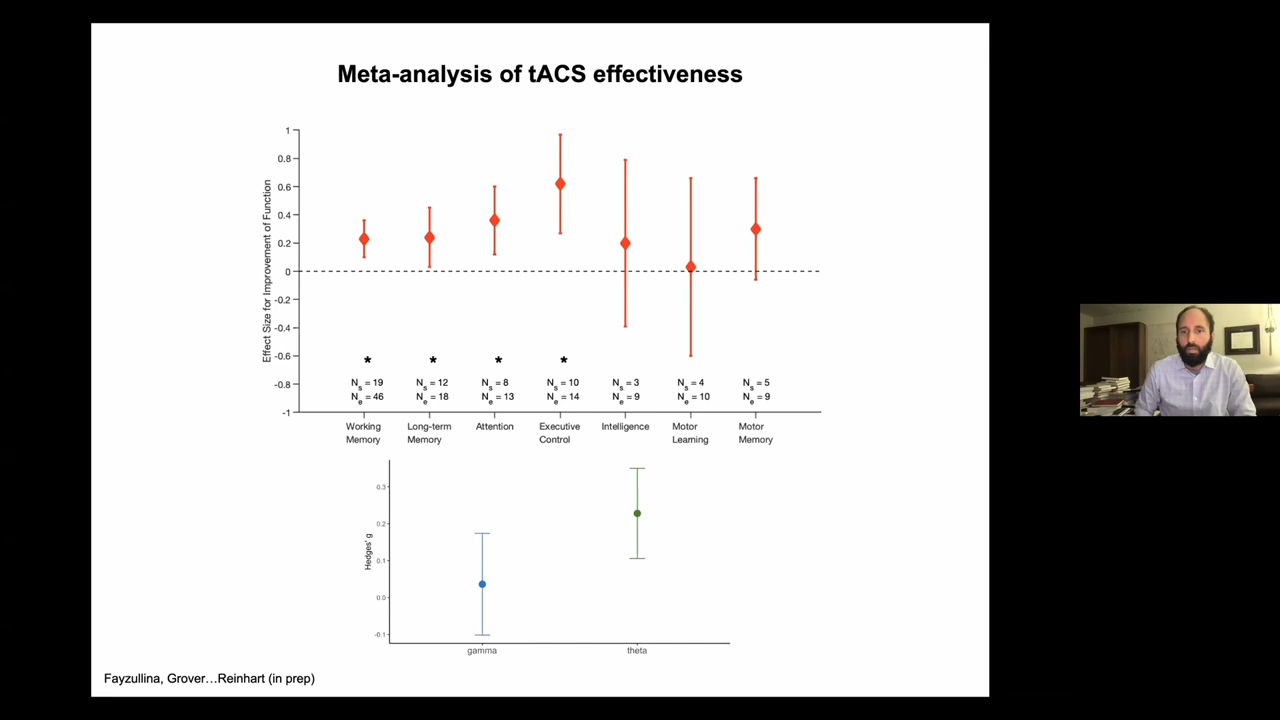 Meta-analysis of tACS effectiveness
Effect Size for Improvement of Function
1
0.8
0.6
0.4
0.2
0
-0.2
-0.4
-0.6
-0.8
-1
* * * *
Ns = 19 Ns = 12 Ns = 8 Ns = 10 Ns = 3 Ns = 4 Ns = 5
Ne = 46 Ne = 18 Ne = 13 Ne = 14 Ne = 9 Ne = 10 Ne = 9
Working Long-term Attention Executive Intelligence Motor Motor
Memory Memory Control Learning Memory
Hedges' g
0.3
0.2
0.1
0.0
-0.1
gamma theta
Fayzullina, Grover...Reinhart (in prep)